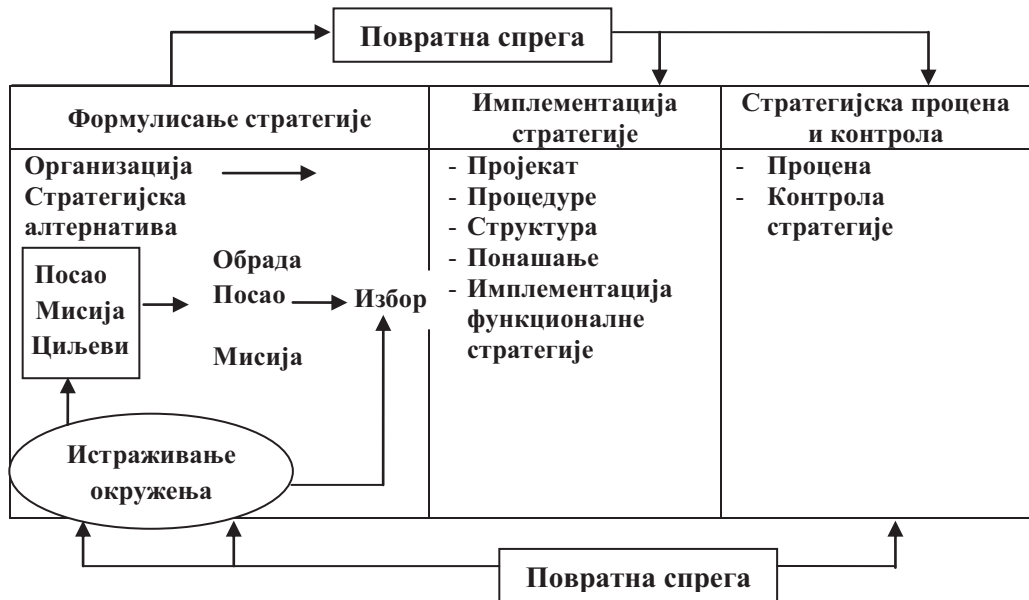 Повратна спрега
Формулисање стратегије
Организација
Стратегијска
алтернатива
Посао
Мисија
Циљеви
Обрада
Посао
Мисија
Избор
Истраживање
окружења
Имплементација
стратегије
- Пројекат
- Процедуре
- Структура
- Понашање
- Имплементација
функционалне
стратегије
Стратегијска процена
и контрола
- Процена
- Контрола
стратегије
Повратна спрега